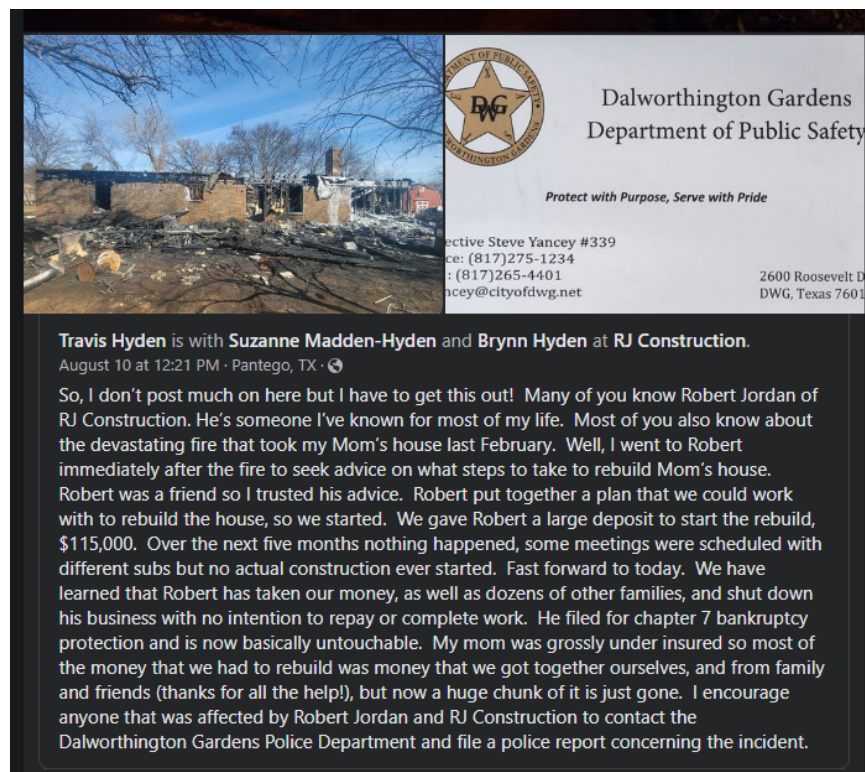 DWG
Dalworthington Gardens
Department of Public Safety
Protect with Purpose, Serve with Pride
ective Steve Yancey #339
ce: (817)275-1234
: (817)265-4401
ncey@cityofdwg.net
2600 Roosevelt D
DWG, Texas 7601
Travis Hyden is with Suzanne Madden-Hyden and Brynn Hyden at RJ Construction.
August 10 at 12:21 PM · Pantego, TX ·
So, I don't post much on here but I have to get this out!  Many of you know Robert Jordan of
RJ Construction. He's someone I've known for most of my life.  Most of you also know about
the devastating fire that took my Mom's house last February.  Well, I went to Robert
immediately after the fire to seek advice on what steps to take to rebuild Mom's house.
Robert was a friend so I trusted his advice.  Robert put together a plan that we could work
with to rebuild the house, so we started.  We gave Robert a large deposit to start the rebuild,
$115,000.  Over the next five months nothing happened, some meetings were scheduled with
different subs but no actual construction ever started.  Fast forward to today.  We have
learned that Robert has taken our money, as well as dozens of other families, and shut down
his business with no intention to repay or complete work.  He filed for chapter 7 bankruptcy
protection and is now basically untouchable.  My mom was grossly under insured so most of
the money that we had to rebuild was money that we got together ourselves, and from family
and friends (thanks for all the help!), but now a huge chunk of it is just gone.  I encourage
anyone that was affected by Robert Jordan and RJ Construction to contact the
Dalworthington Gardens Police Department and file a police report concerning the incident.